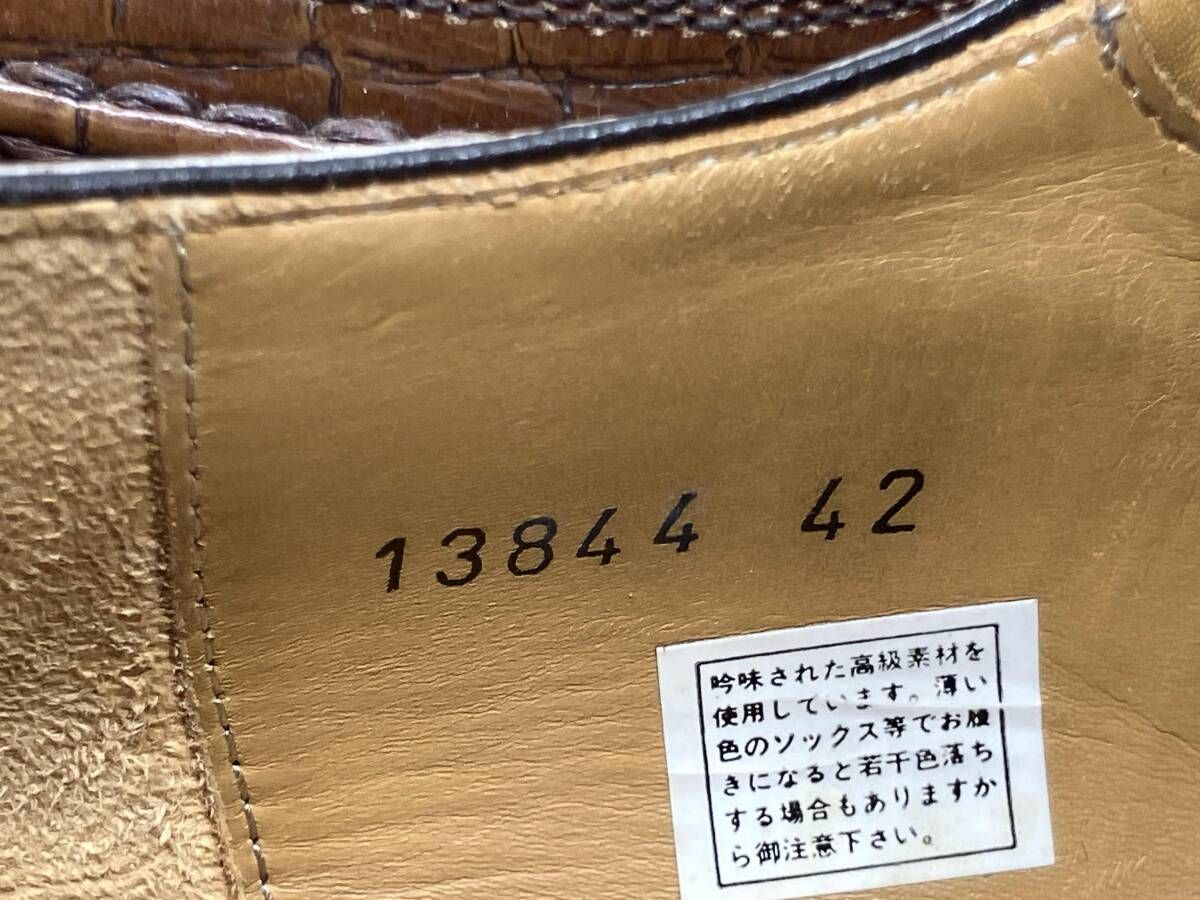 13844 42
吟味された高級素材を
使用しています。薄い
色のソックス等でお履
きになると若干色落ち
する場合もありますか
ら御注意下さい。